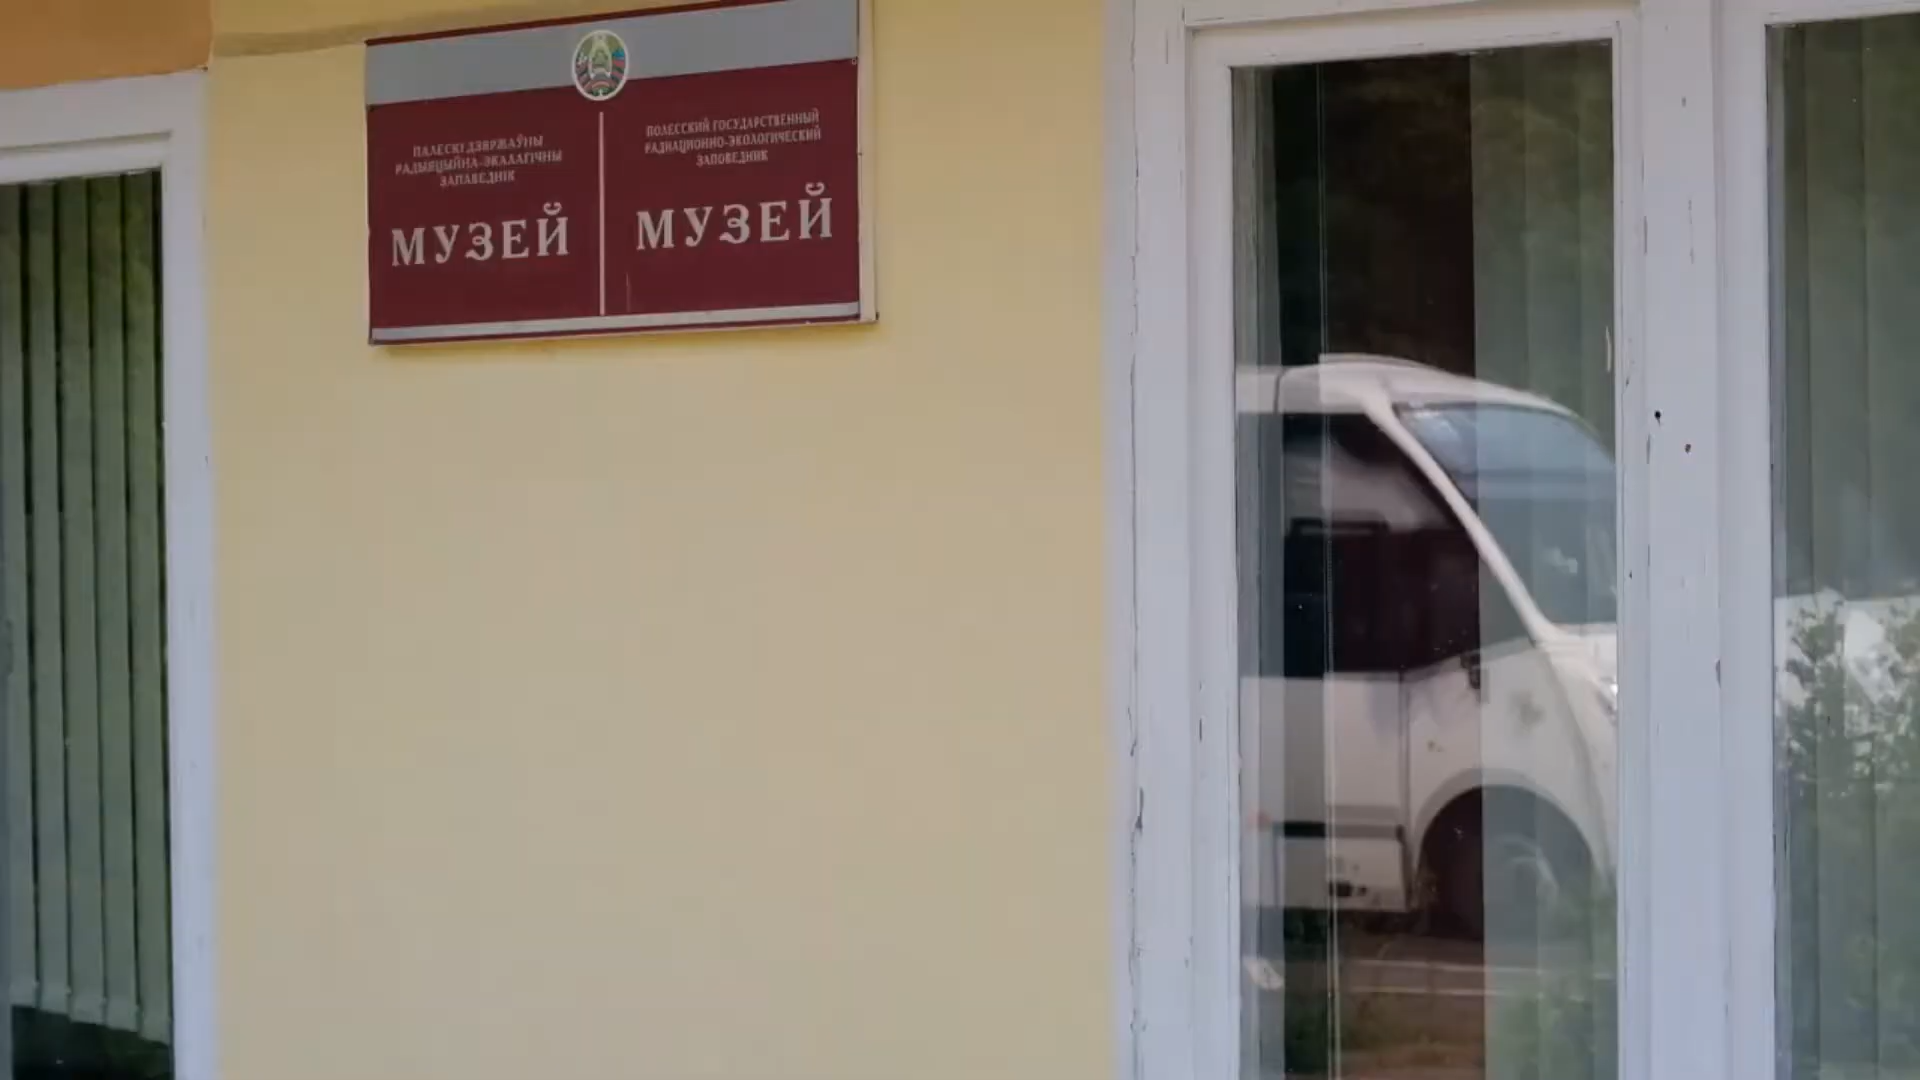 ПАЛЕСКІ ДЗЯРЖАЎНЫ
РАДЫЯЦЫЙНА-ЭКАЛАГІЧНЫ
ЗАПАВЕДНІК
МУЗЕЙ
ПОЛЕССКИЙ ГОСУДАРСТВЕННЫЙ
РАДИАЦИОННО-ЭКОЛОГИЧЕСКИЙ
ЗАПОВЕДНИК
МУЗЕЙ